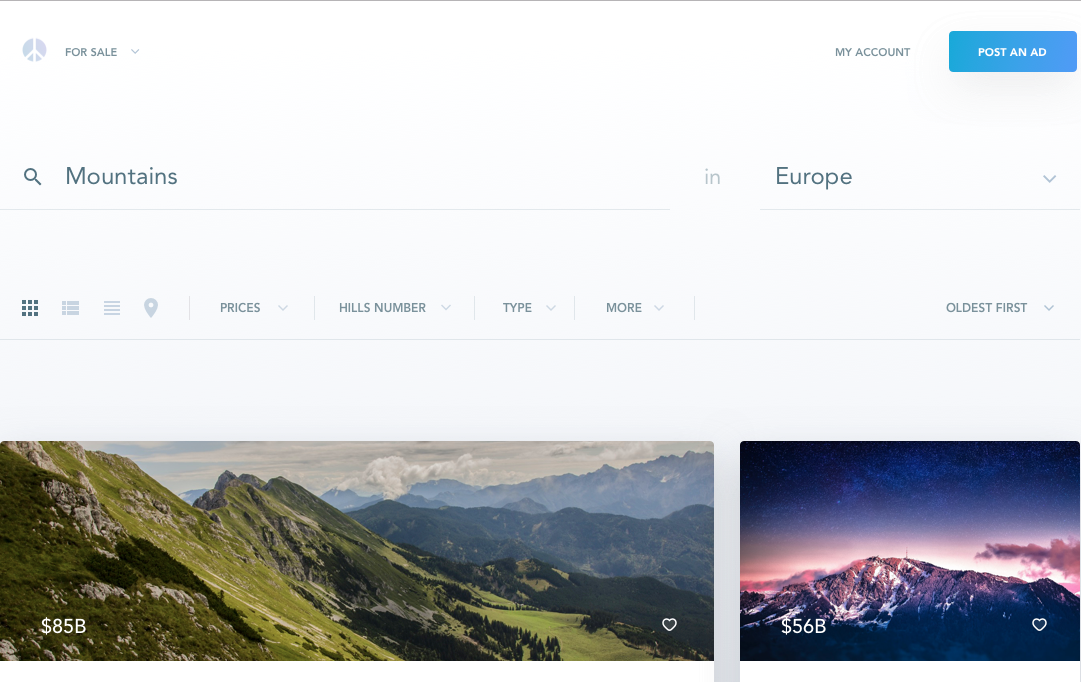 FOR SALE
MY ACCOUNT
POST AN AD
Mountains
in
Europe
PRICES
HILLS NUMBER
TYPE
MORE
OLDEST FIRST
$85B
$56B